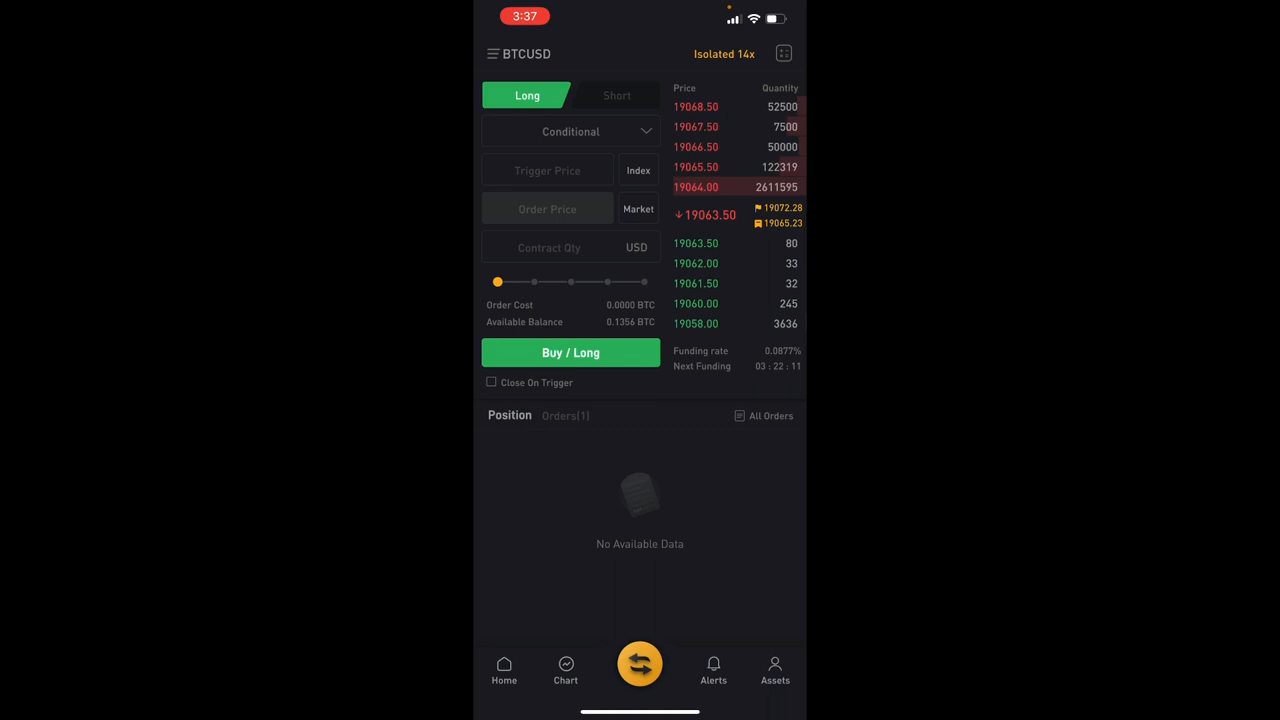 3:37
BTCUSD
Isolated 14x
Long
Short
Conditional
Trigger Price
Index
Order Price
Market
Contract Qty
USD
Order Cost
0.0000 BTC
Available Balance
0.1356 BTC
Buy / Long
Close On Trigger
Price
Quantity
19068.50
52500
19067.50
7500
19066.50
50000
19065.50
122319
19064.00
2611595
19063.50
19072.28
19065.23
19063.50
80
19062.00
33
19061.50
32
19060.00
245
19058.00
3636
Funding rate
0.0877%
Next Funding
03 : 22 : 11
Position
Orders(1)
All Orders
No Available Data
Home
Chart
Alerts
Assets